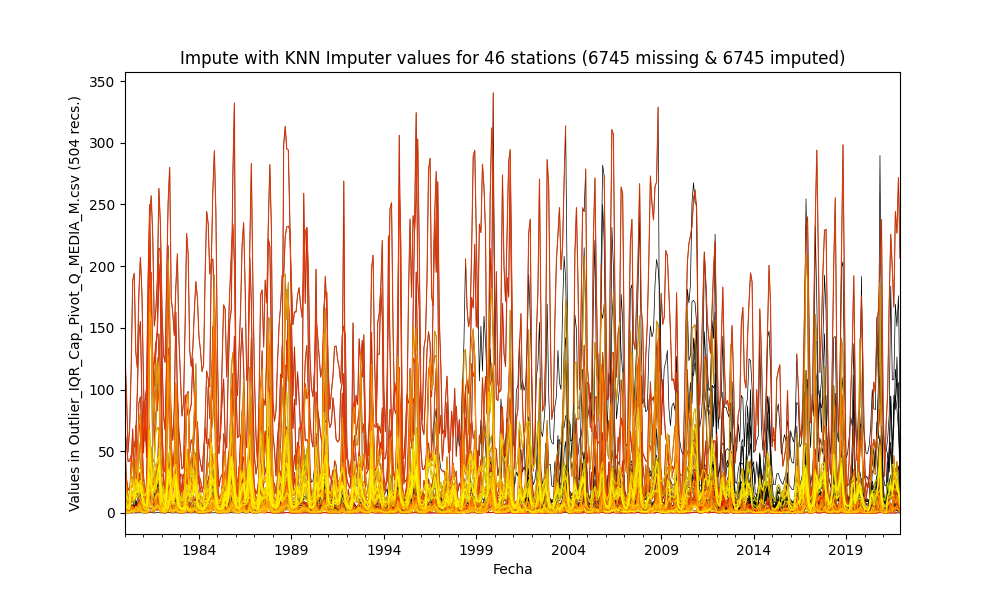 Impute with KNN Imputer values for 46 stations (6745 missing & 6745 imputed)
Values in Outlier_IQR_Cap_Pivot_Q_MEDIA_M.csv (504 recs.)
350
300
250
200
150
100
50
0
1984 1989 1994 1999 2004 2009 2014 2019
Fecha